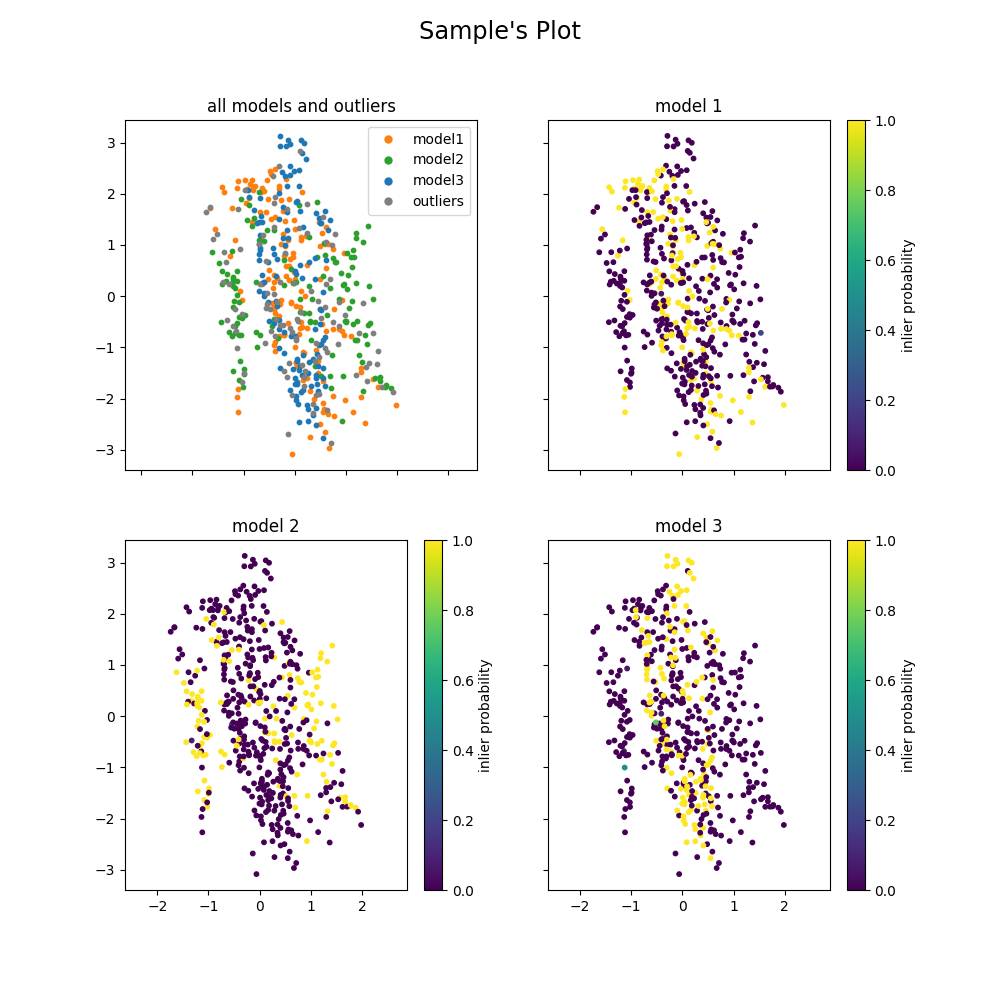 Sample's Plot
all models and outliers
3
2
1
0
−1
−2
−3
model1
model2
model3
outliers
model 1
1.0
0.8
0.6
0.4
0.2
0.0
inlier probability
model 2
3
2
1
0
−1
−2
−3
−2 −1 0 1 2
1.0
0.8
0.6
0.4
0.2
0.0
inlier probability
model 3
−2 −1 0 1 2
1.0
0.8
0.6
0.4
0.2
0.0
inlier probability